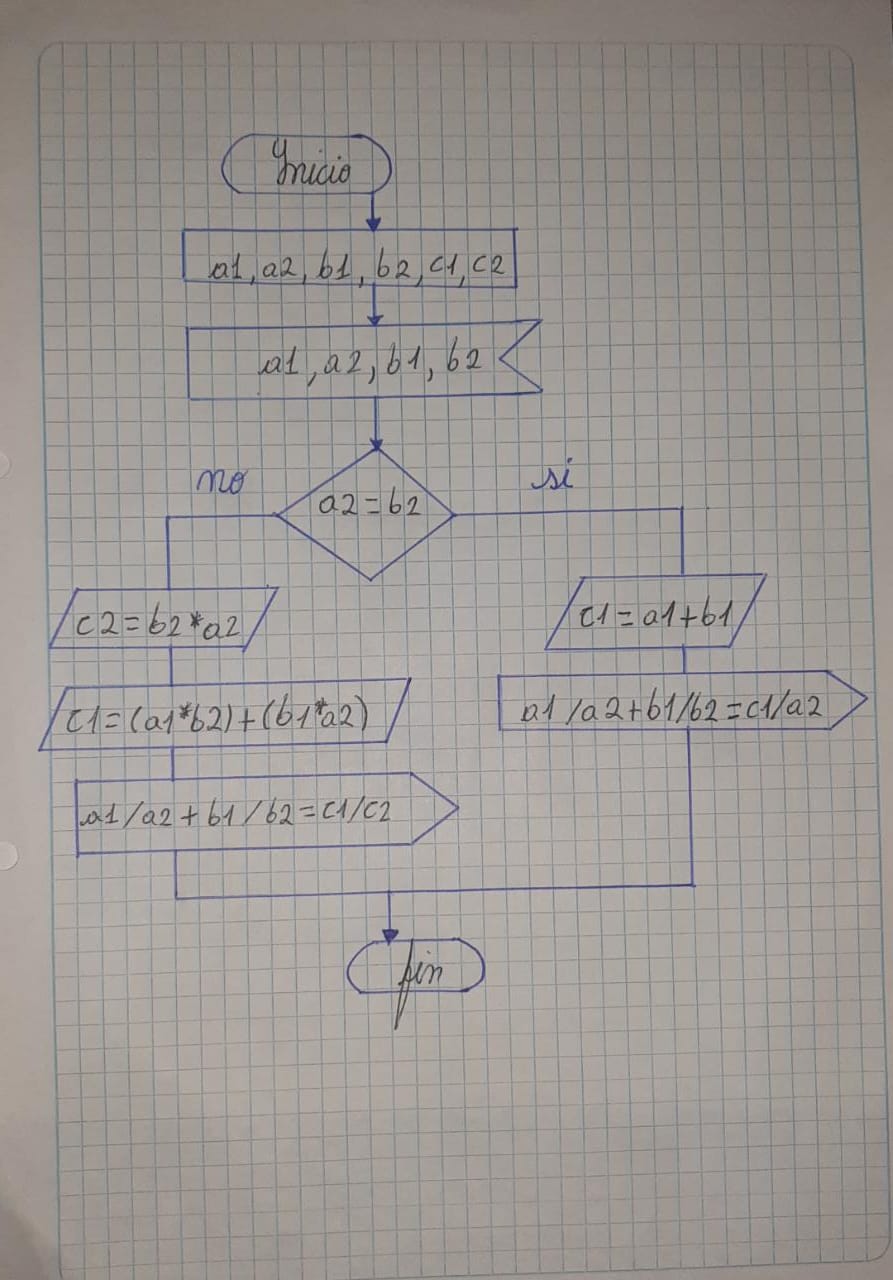 Inicio
a1, a2, b1, b2, c1, c2
a1, a2, b1, b2
no
si
a2=b2
c2=b2*a2
c1=a1+b1
c1=(a1*b2)+(b1*a2)
a1/a2+b1/b2=c1/a2
a1/a2+b1/b2=c1/c2
fin